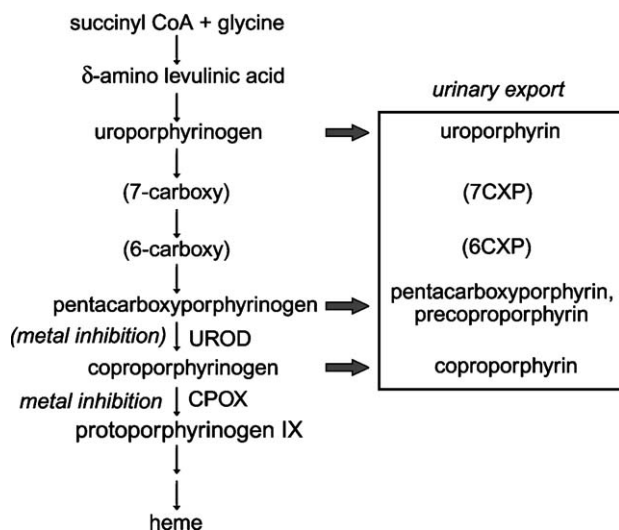 succinyl CoA + glycine
δ-amino levulinic acid
urinary export
uroporphyrinogen
uroporphyrin
(7-carboxy)
(7CXP)
(6-carboxy)
(6CXP)
pentacarboxyporphyrinogen
pentacarboxyporphyrin,
precoproporphyrin
(metal inhibition) UROD
coproporphyrinogen
coproporphyrin
metal inhibition CPOX
protoporphyrinogen IX
heme